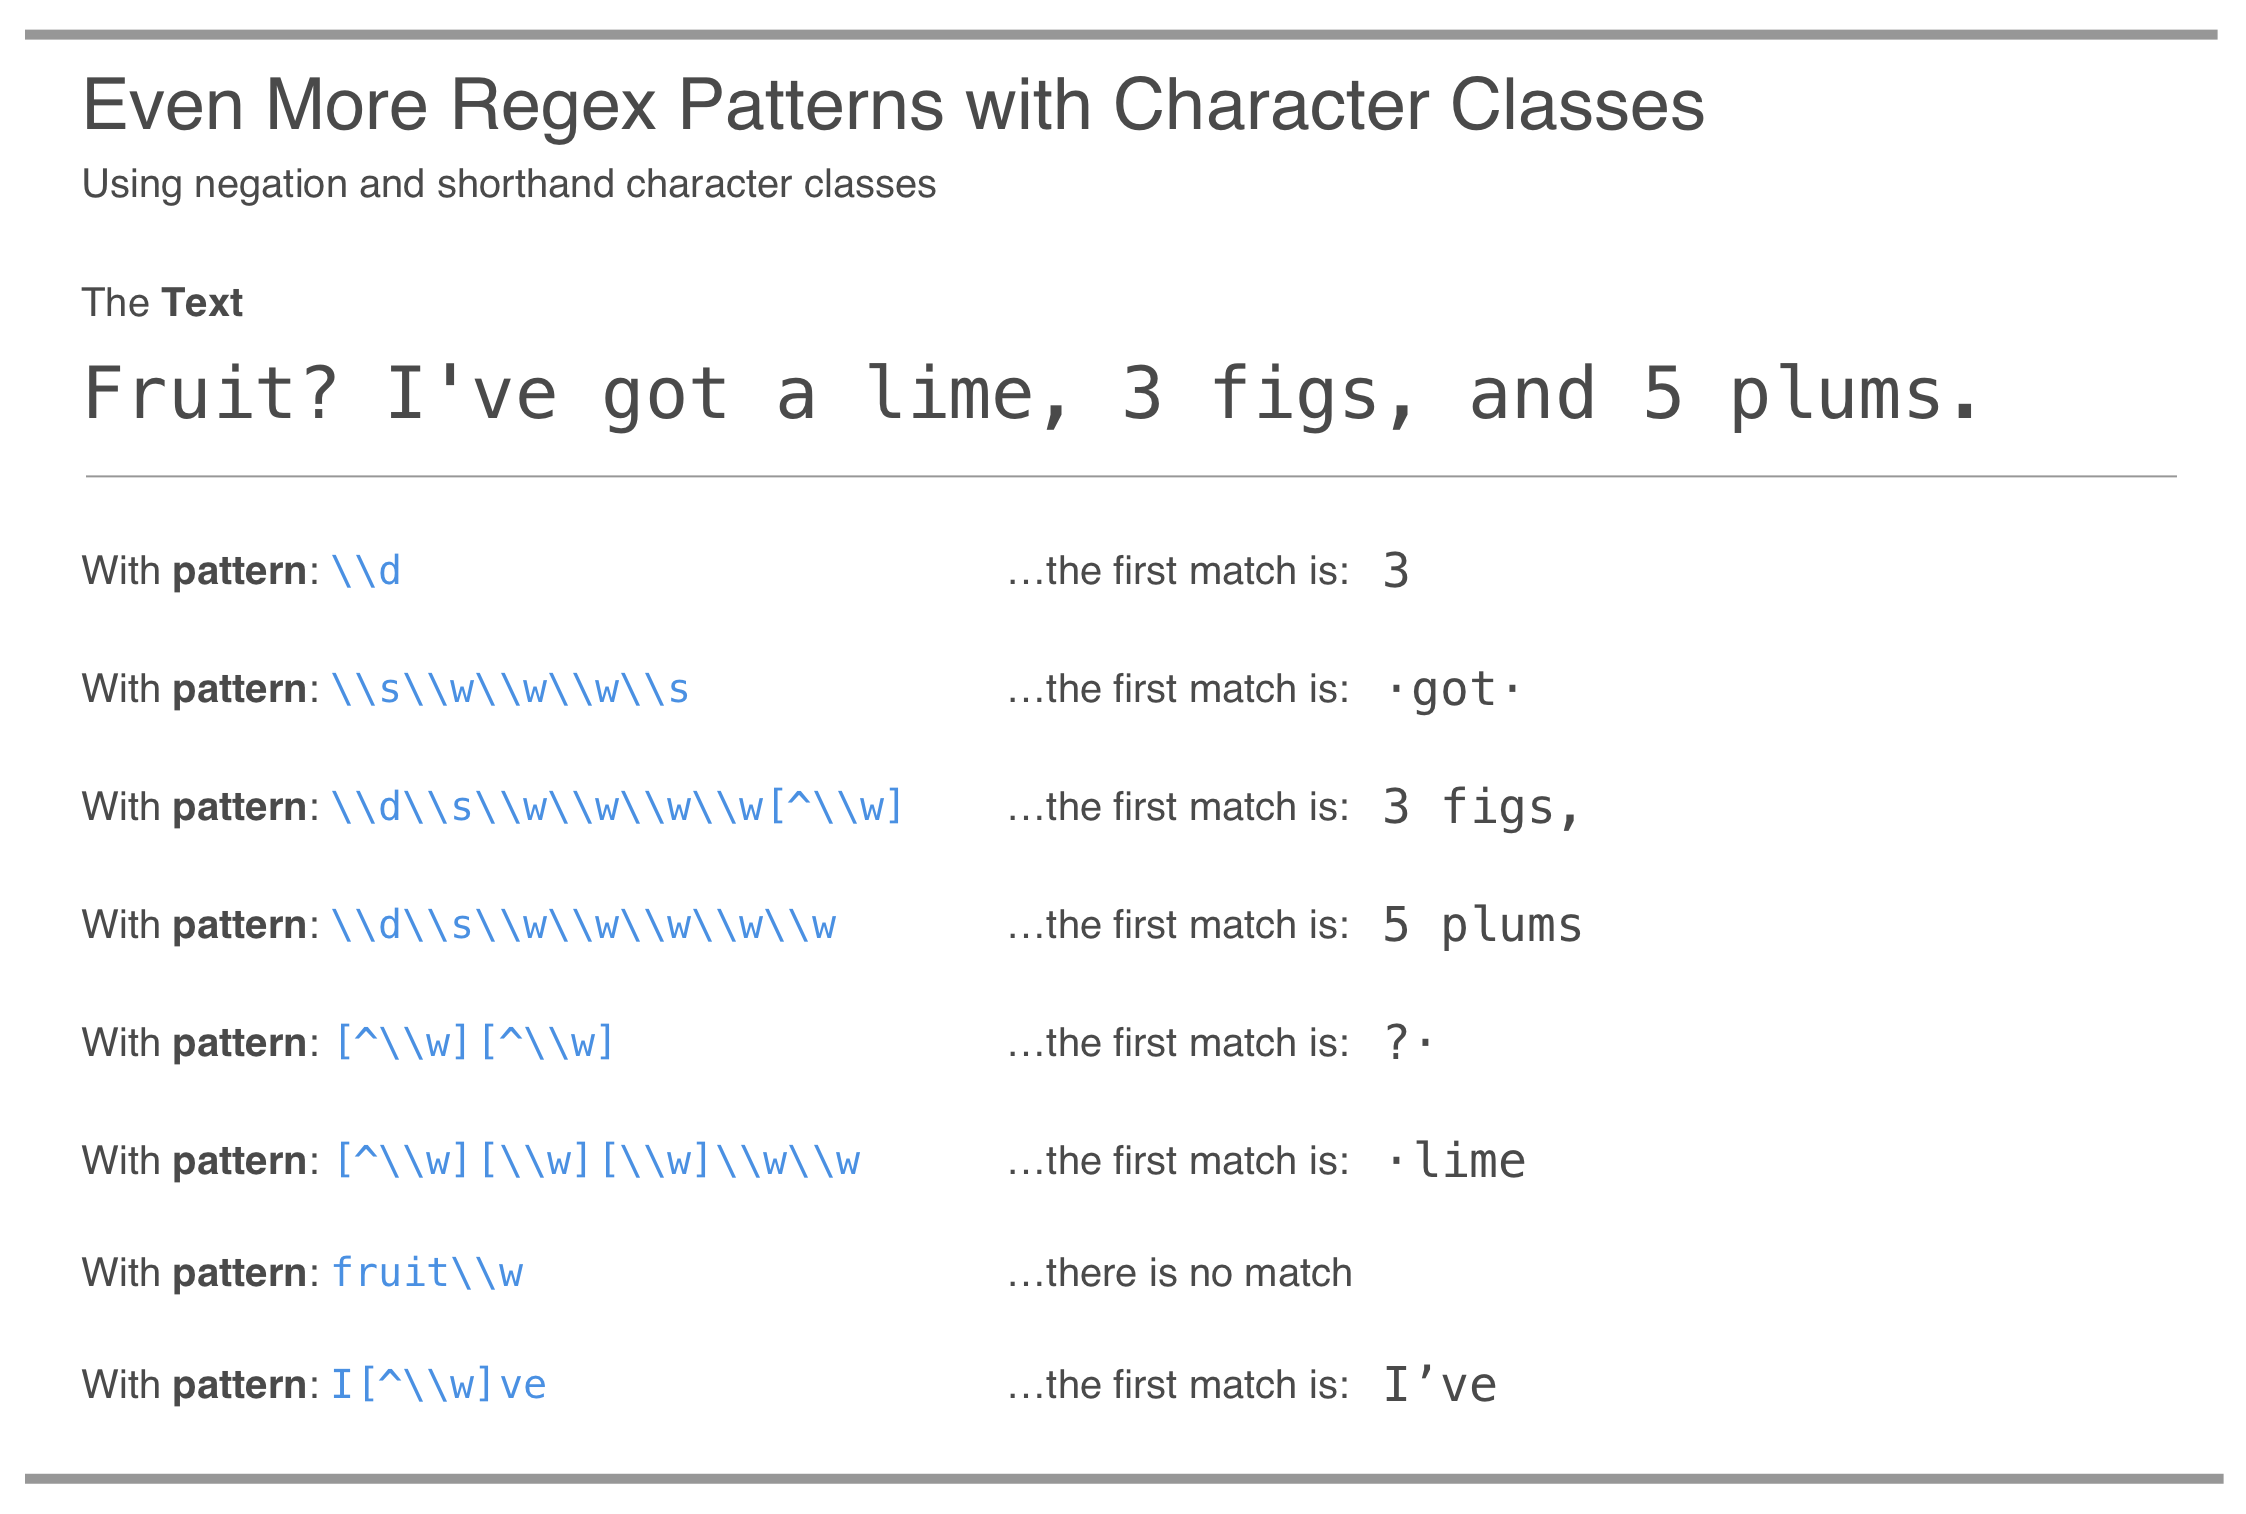 Even More Regex Patterns with Character Classes
Using negation and shorthand character classes
The Text
Fruit? I've got a lime, 3 figs, and 5 plums.
With pattern: \\d …the first match is: 3
With pattern: \\s\\w\\w\\w\\s …the first match is: ·got·
With pattern: \\d\\s\\w\\w\\w\\w[^\\w] …the first match is: 3 figs,
With pattern: \\d\\s\\w\\w\\w\\w\\w …the first match is: 5 plums
With pattern: [^\\w][^\\w] …the first match is: ?·
With pattern: [^\\w][\\w][\\w]\\w\\w …the first match is: ·lime
With pattern: fruit\\w …there is no match
With pattern: I[^\\w]ve …the first match is: I’ve